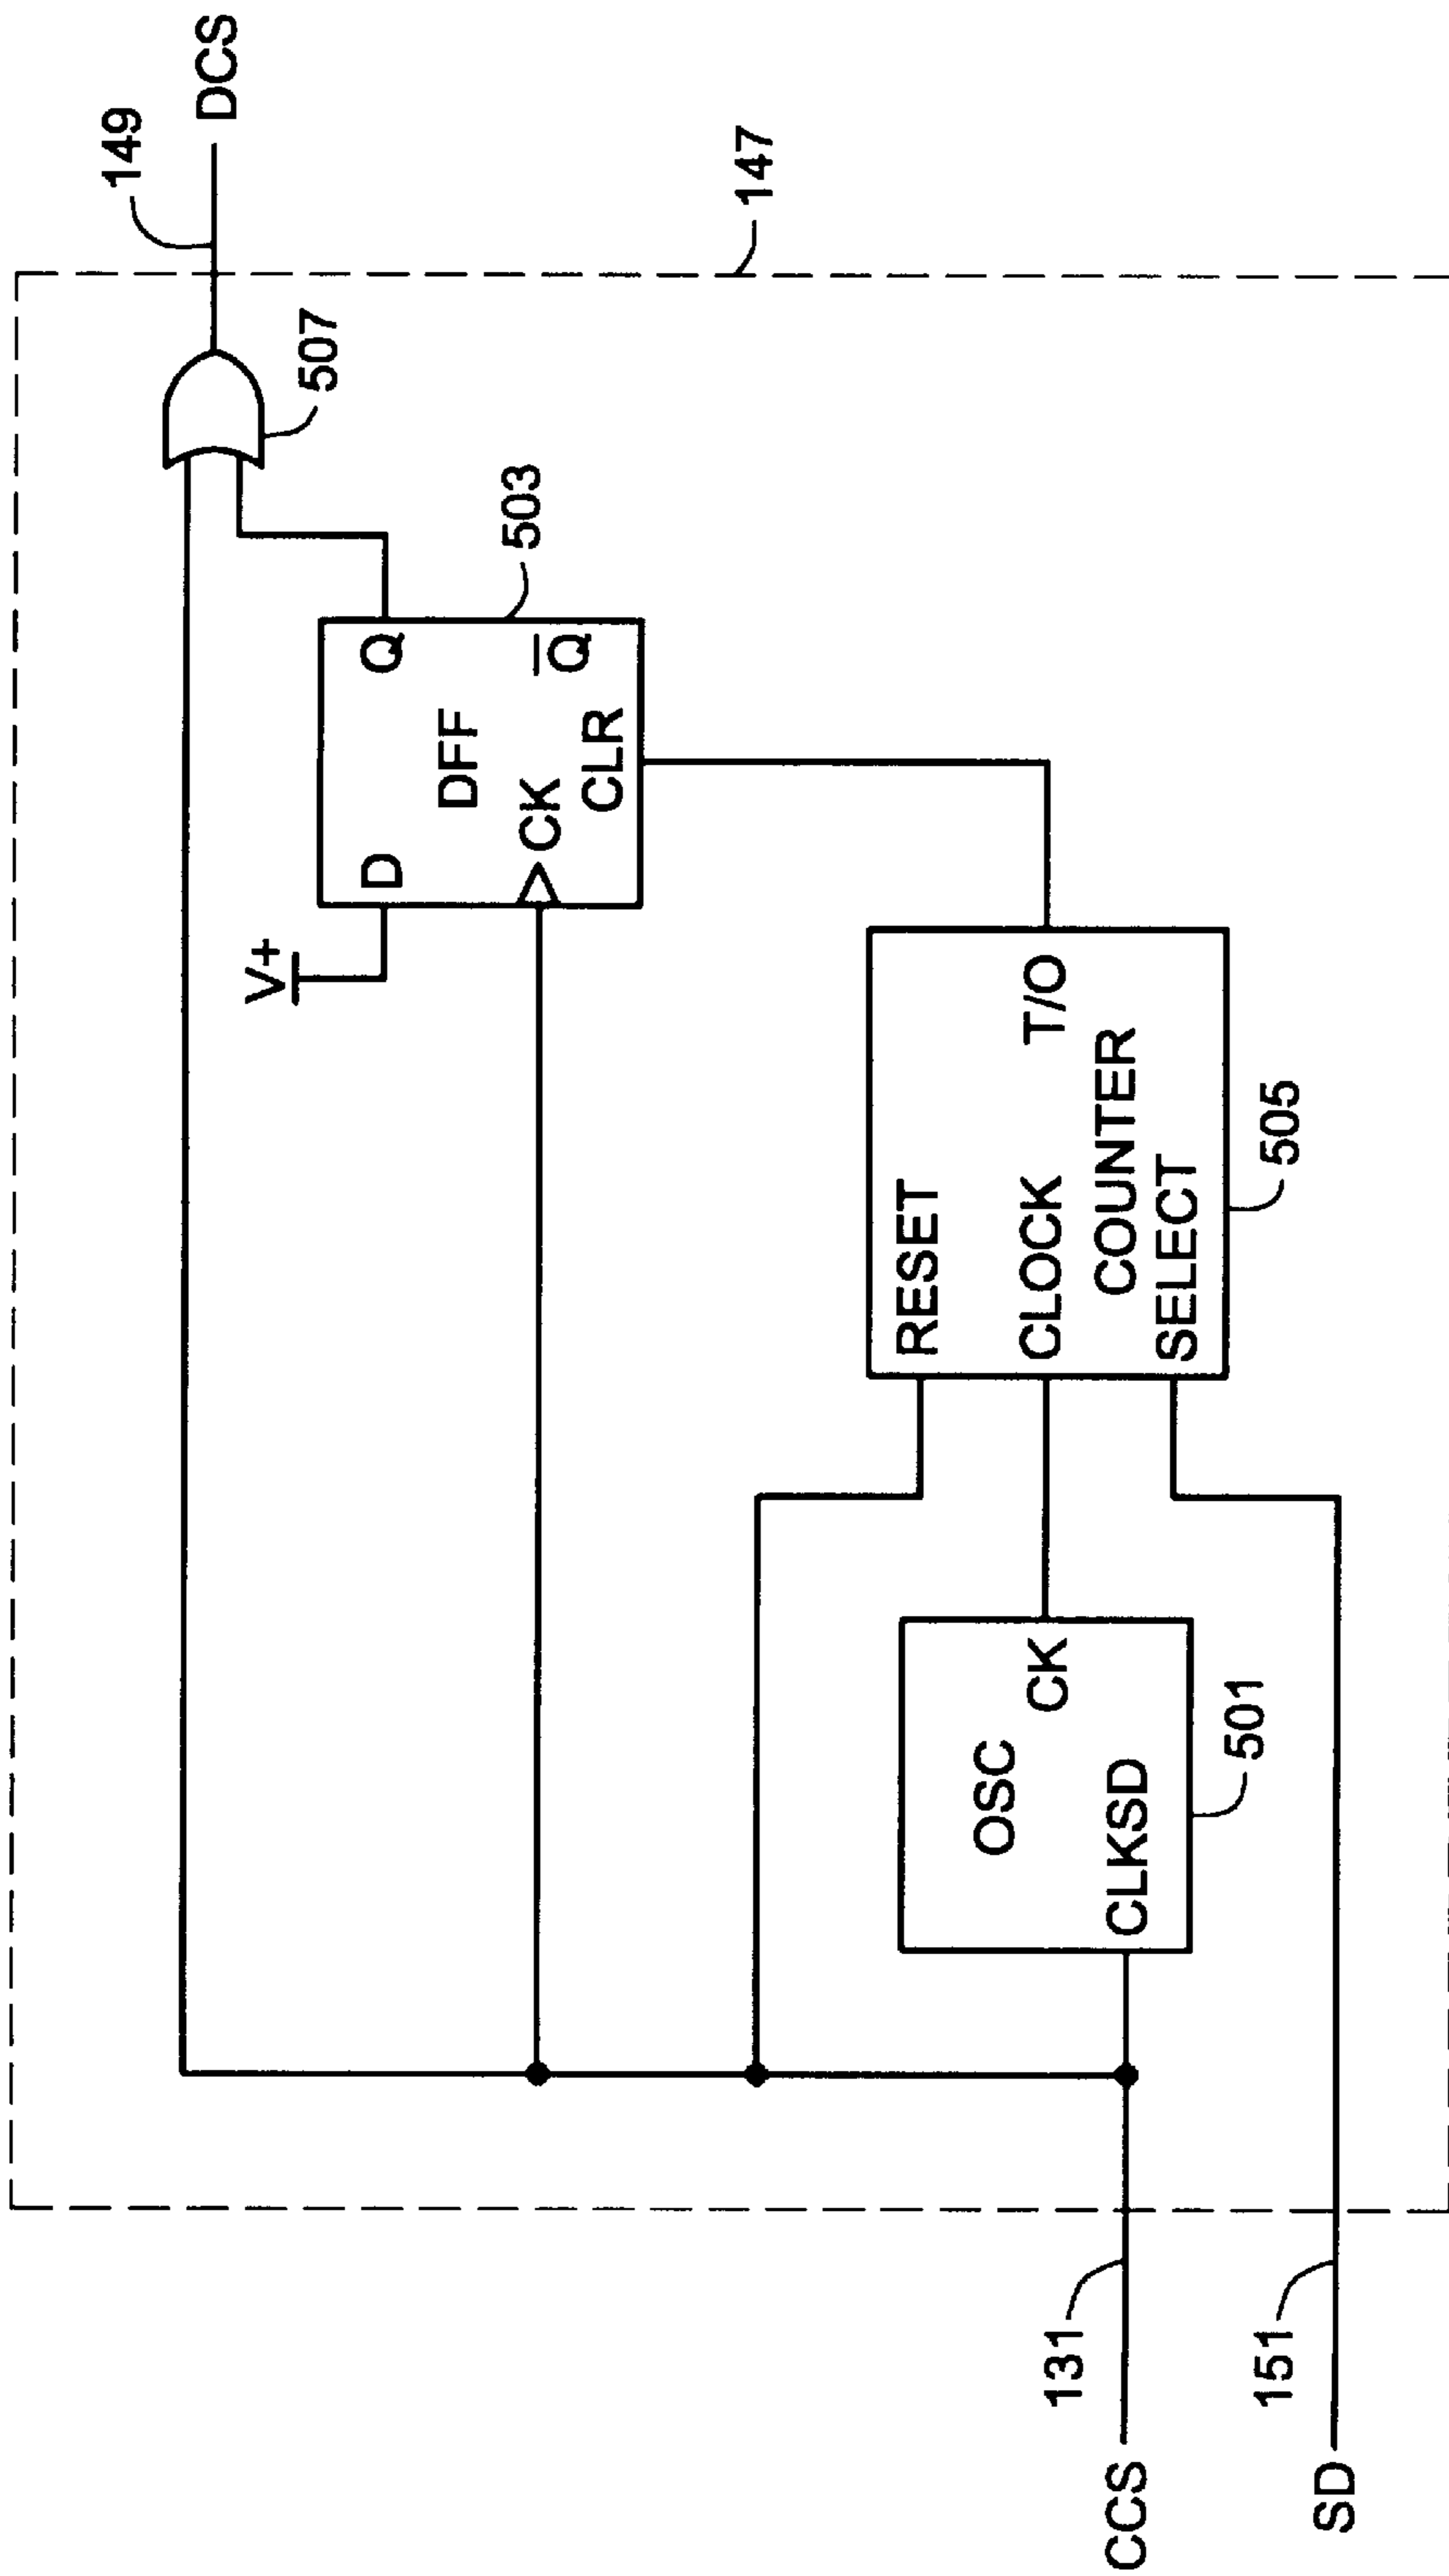 DCS
149
147
507
503
Q
Q
DFF
D
CK
CLR
V+
RESET
T/O
CLOCK
COUNTER
SELECT
505
OSC
CK
CLKSD
501
131
CCS
151
SD